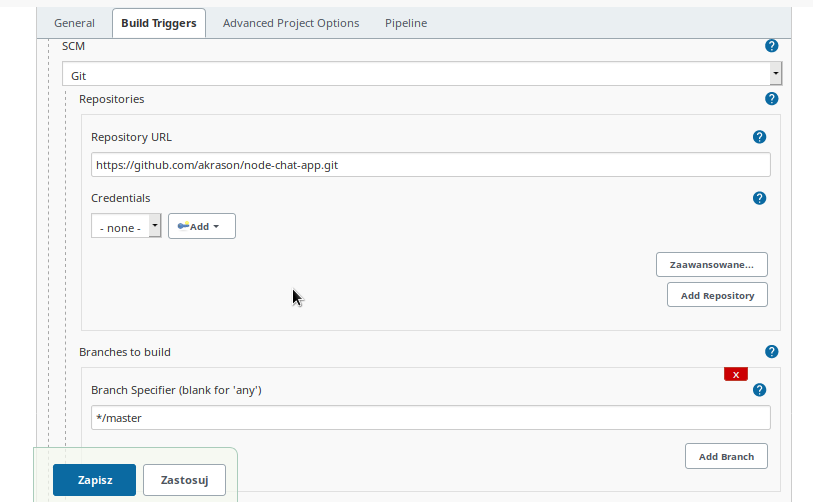 General Build Triggers Advanced Project Options Pipeline
SCM
Git
Repositories
Repository URL
https://github.com/akrason/node-chat-app.git
Credentials
- none - Add
Zaawansowane...
Add Repository
Branches to build
X
Branch Specifier (blank for 'any')
*/master
Add Branch
Zapisz Zastosuj